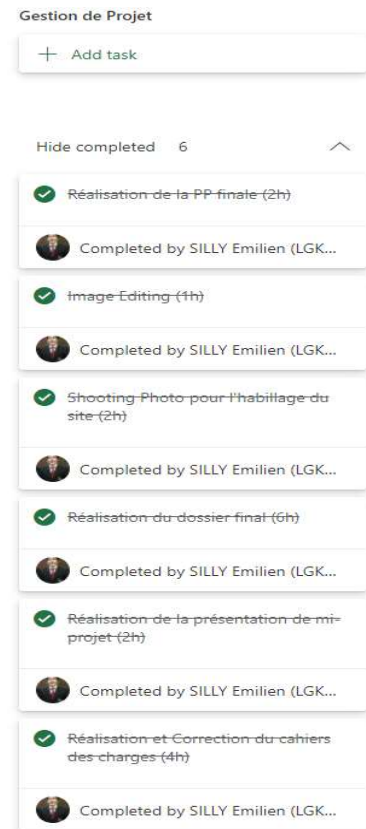 Gestion de Projet
Add task
Hide completed 6
Réalisation de la PP finale (2h)
Completed by SILLY Emilien (LGK...
Image Editing (1h)
Completed by SILLY Emilien (LGK...
Shooting Photo pour l'habillage du
site (2h)
Completed by SILLY Emilien (LGK...
Réalisation du dossier final (6h)
Completed by SILLY Emilien (LGK...
Réalisation de la présentation de mi-
projet (2h)
Completed by SILLY Emilien (LGK...
Réalisation et Correction du cahiers
des charges (4h)
Completed by SILLY Emilien (LGK...